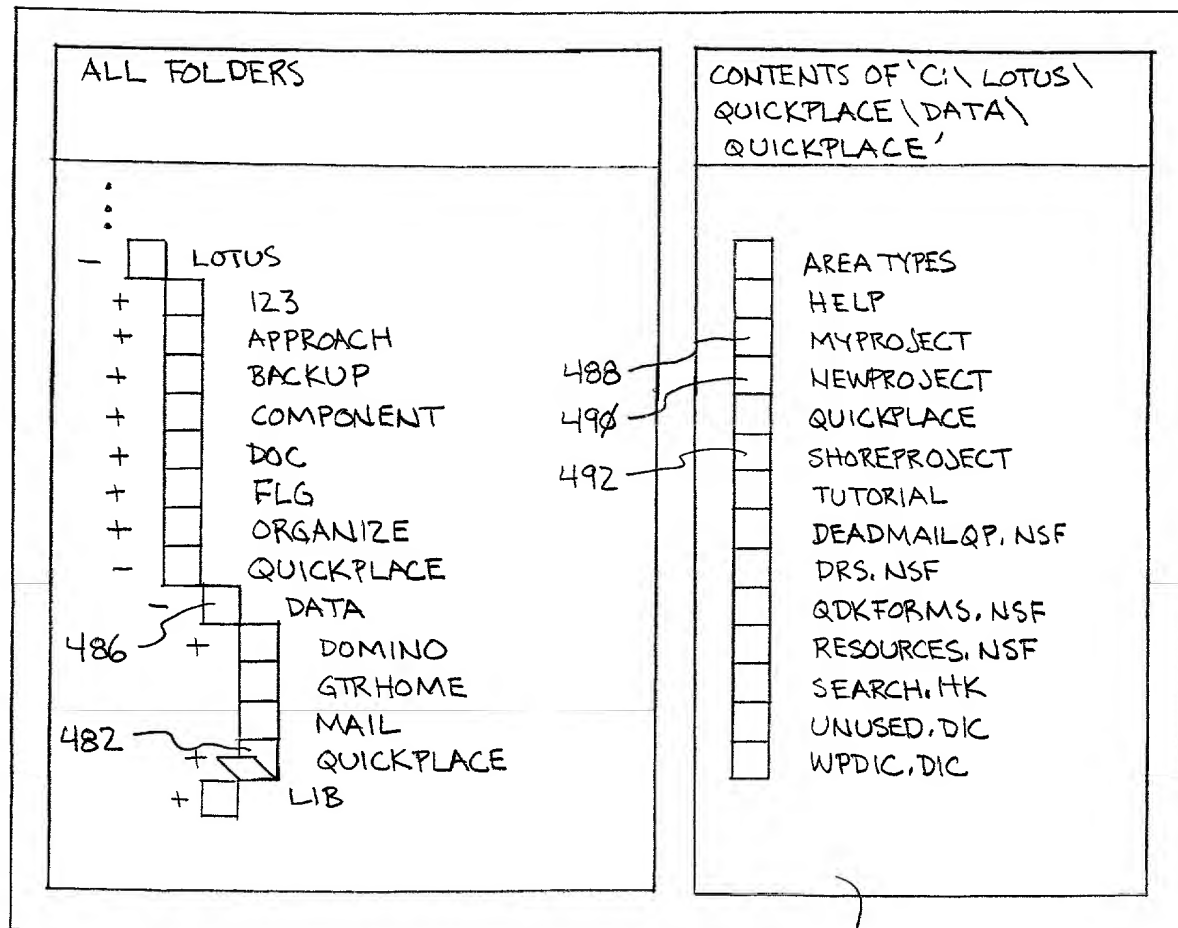 ALL FOLDERS
- LOTUS
+ 123
+ APPROACH
+ BACKUP
+ COMPONENT
+ DOC
+ FLG
+ ORGANIZE
- QUICKPLACE
- DATA
486
+ DOMINO
GTRHOME
MAIL
482
+ QUICKPLACE
+ LIB
CONTENTS OF 'C:\LOTUS\
QUICKPLACE\DATA\
QUICKPLACE'
AREA TYPES
HELP
488 MYPROJECT
490 NEWPROJECT
QUICKPLACE
492 SHOREPROJECT
TUTORIAL
DEADMAILQP.NSF
DRS.NSF
QDKFORMS.NSF
RESOURCES.NSF
SEARCH.HK
UNUSED.DIC
WPDIC.DIC